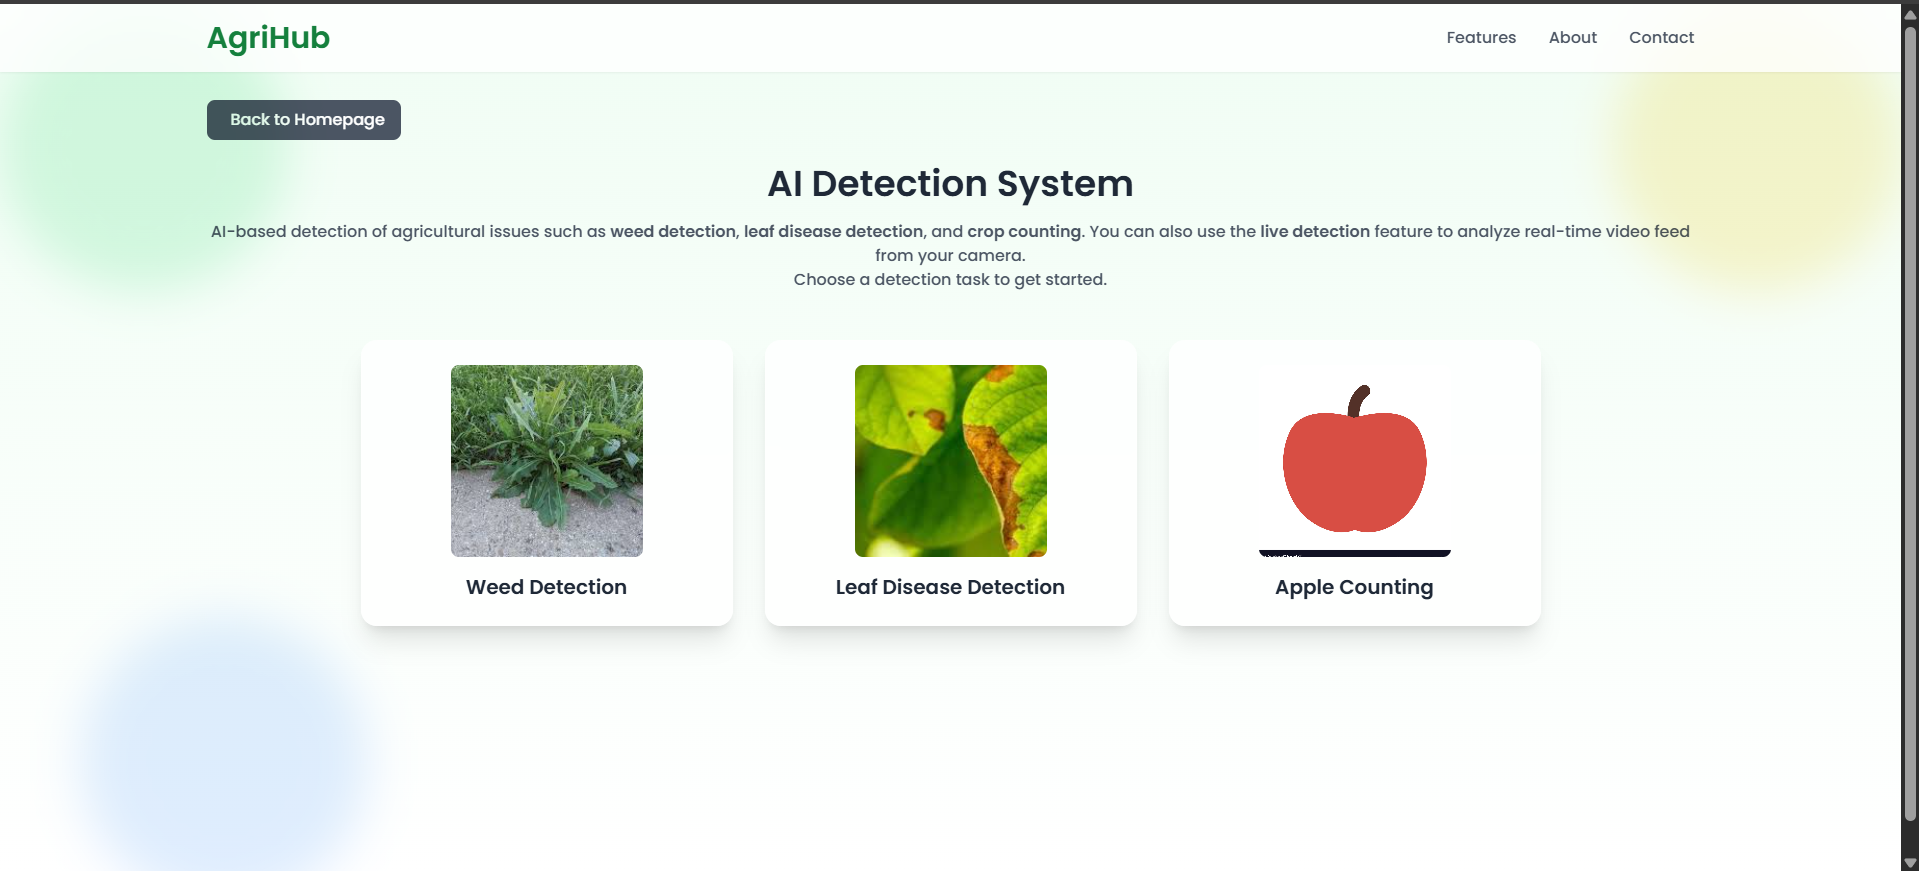 AgriHub
Features
About
Contact
Back to Homepage
AI Detection System
AI-based detection of agricultural issues such as weed detection, leaf disease detection, and crop counting. You can also use the live detection feature to analyze real-time video feed
from your camera.
Choose a detection task to get started.
Weed Detection
Leaf Disease Detection
Apple Counting